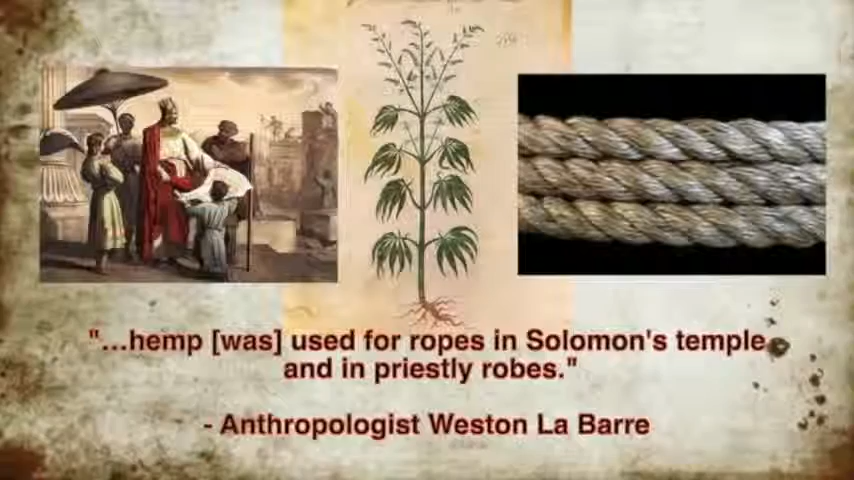 "...hemp [was] used for ropes in Solomon's temple
and in priestly robes."
- Anthropologist Weston La Barre